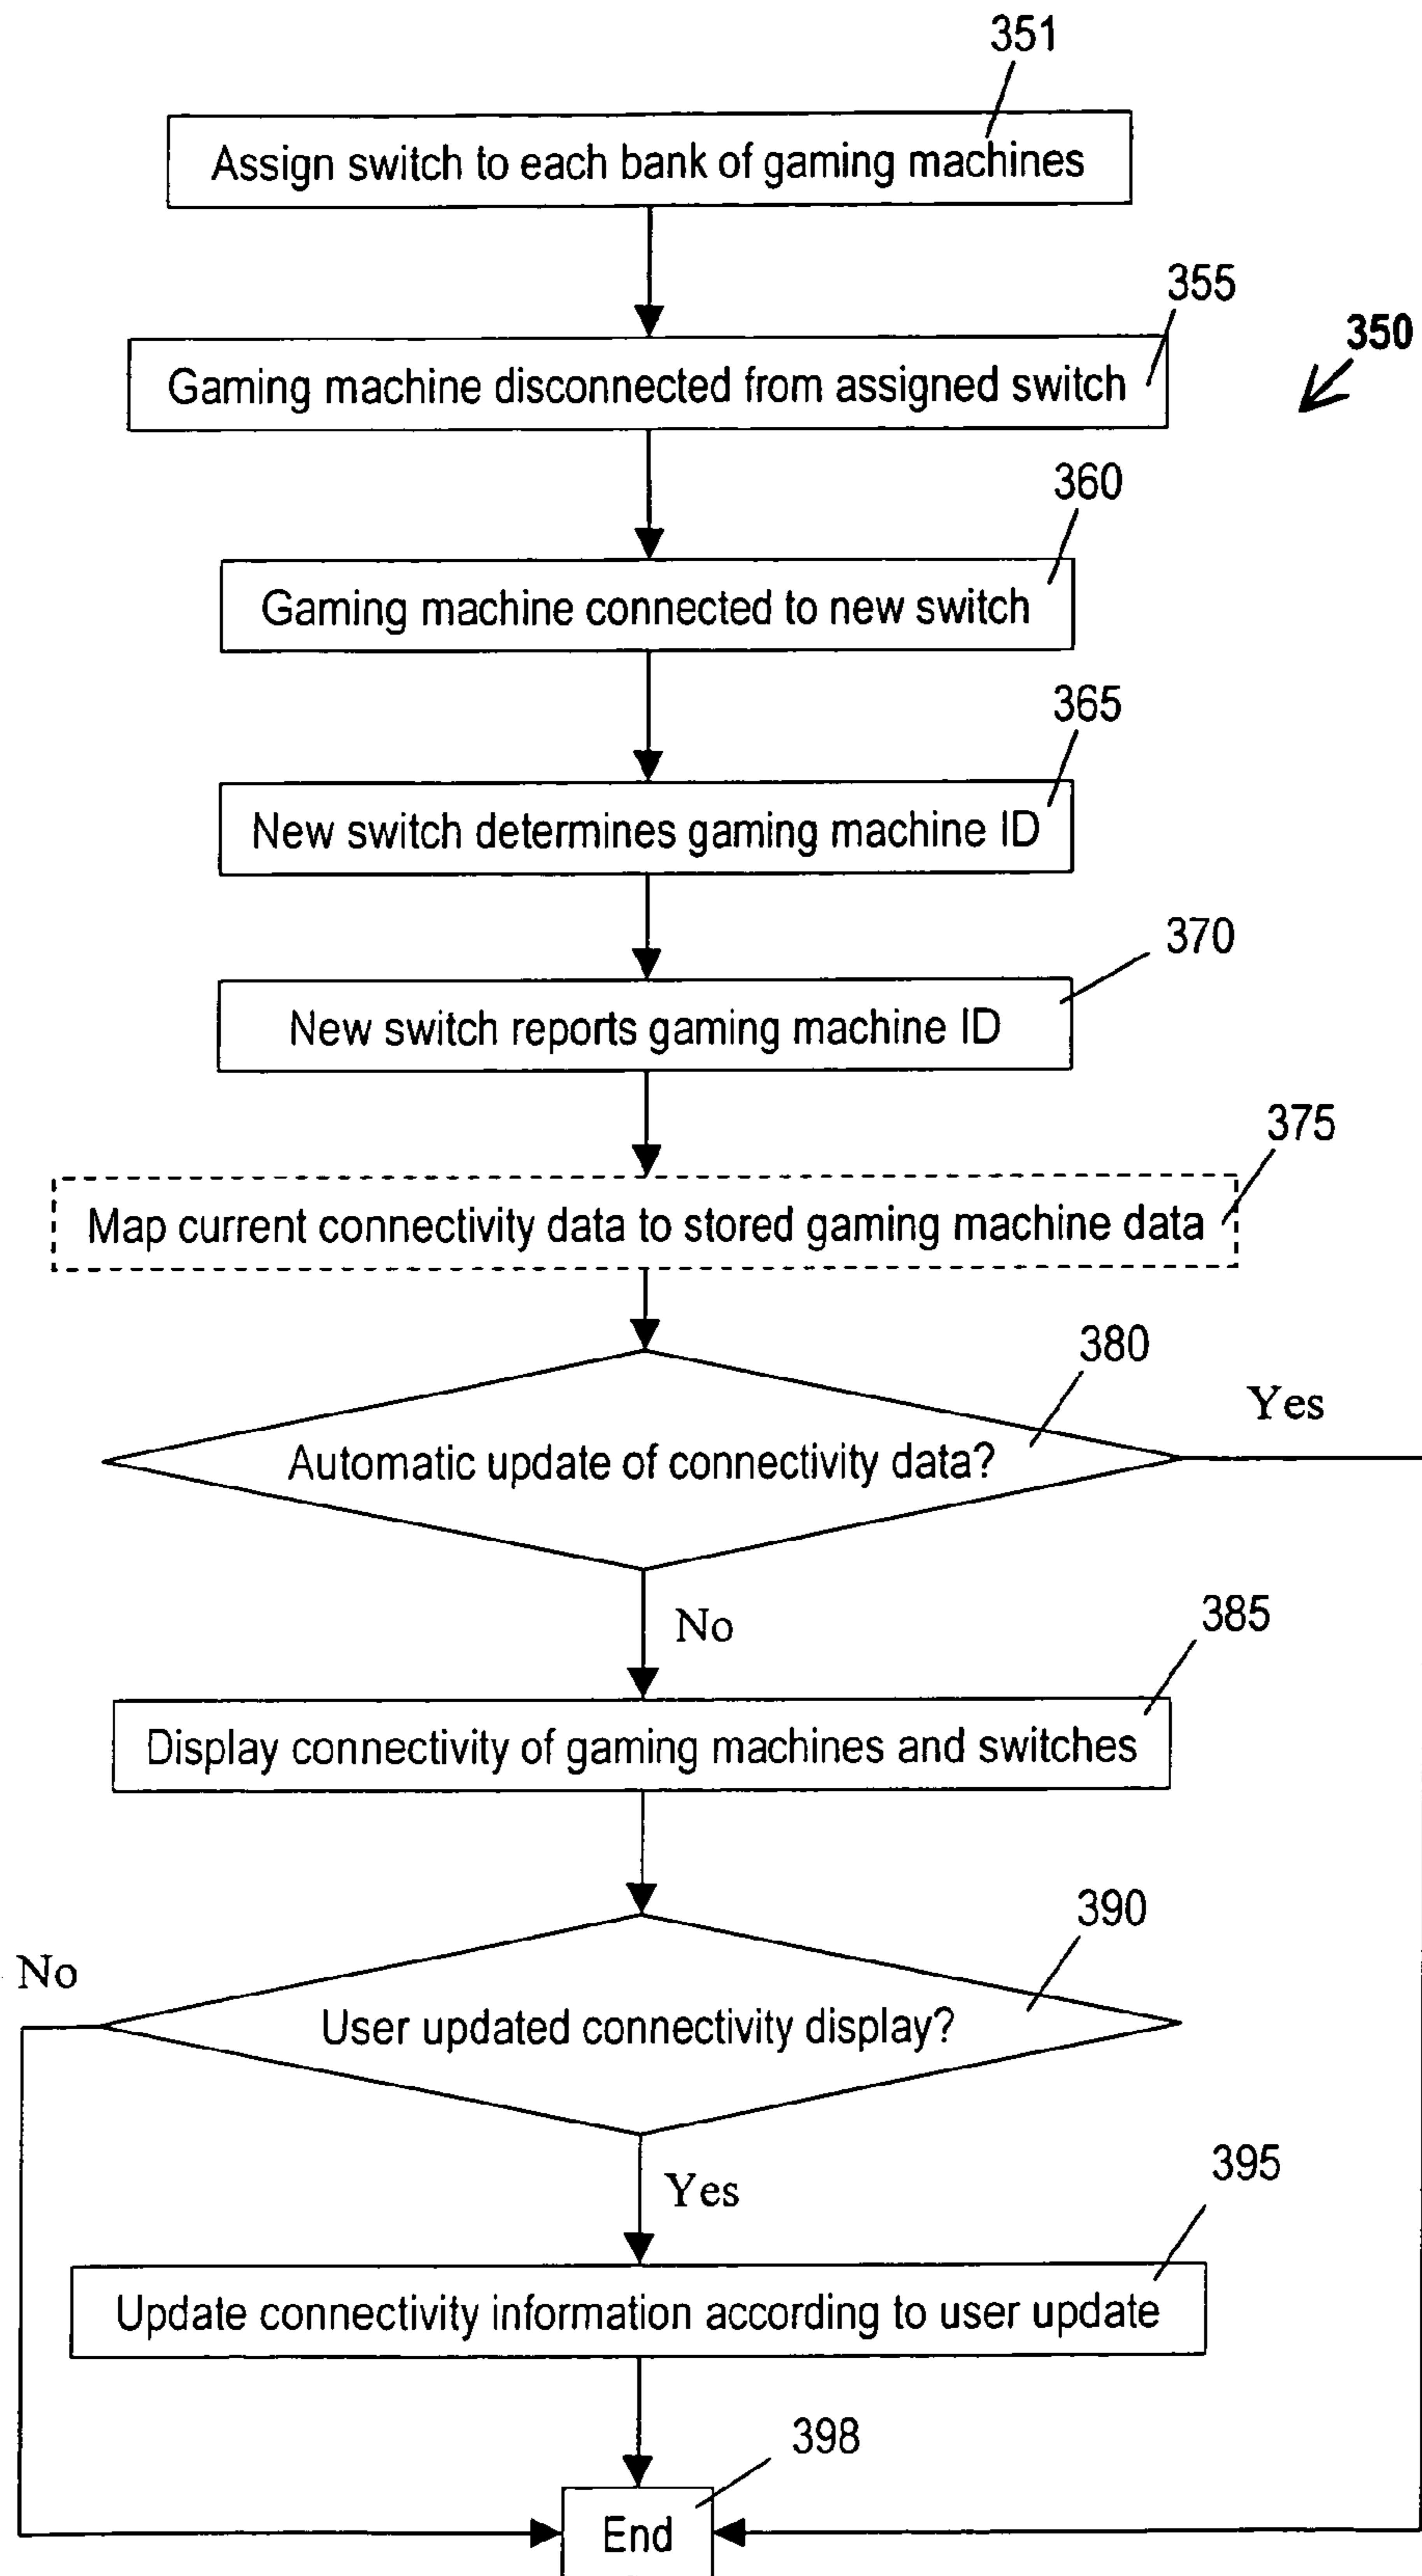 351
Assign switch to each bank of gaming machines
355
350
Gaming machine disconnected from assigned switch
360
Gaming machine connected to new switch
365
New switch determines gaming machine ID
370
New switch reports gaming machine ID
375
Map current connectivity data to stored gaming machine data
380
Yes
Automatic update of connectivity data?
No
385
Display connectivity of gaming machines and switches
390
No
User updated connectivity display?
Yes
395
Update connectivity information according to user update
398
End